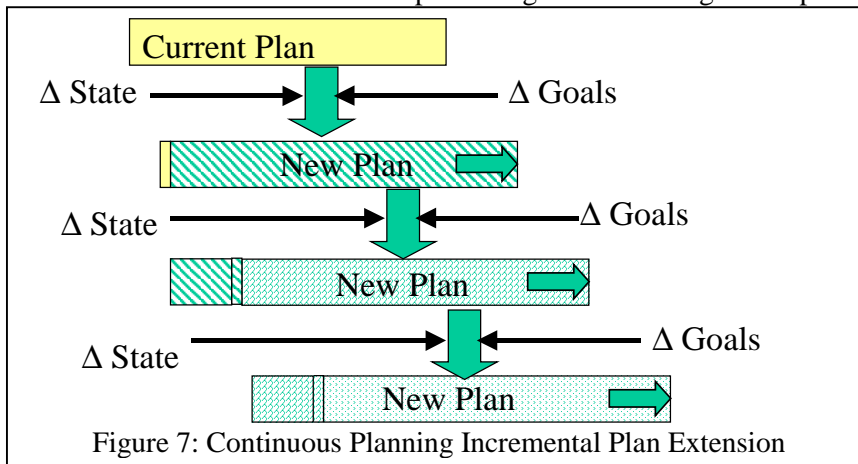 Current Plan
Δ State Δ Goals
New Plan
Δ State Δ Goals
New Plan
Δ State Δ Goals
New Plan
Figure 7: Continuous Planning Incremental Plan Extension